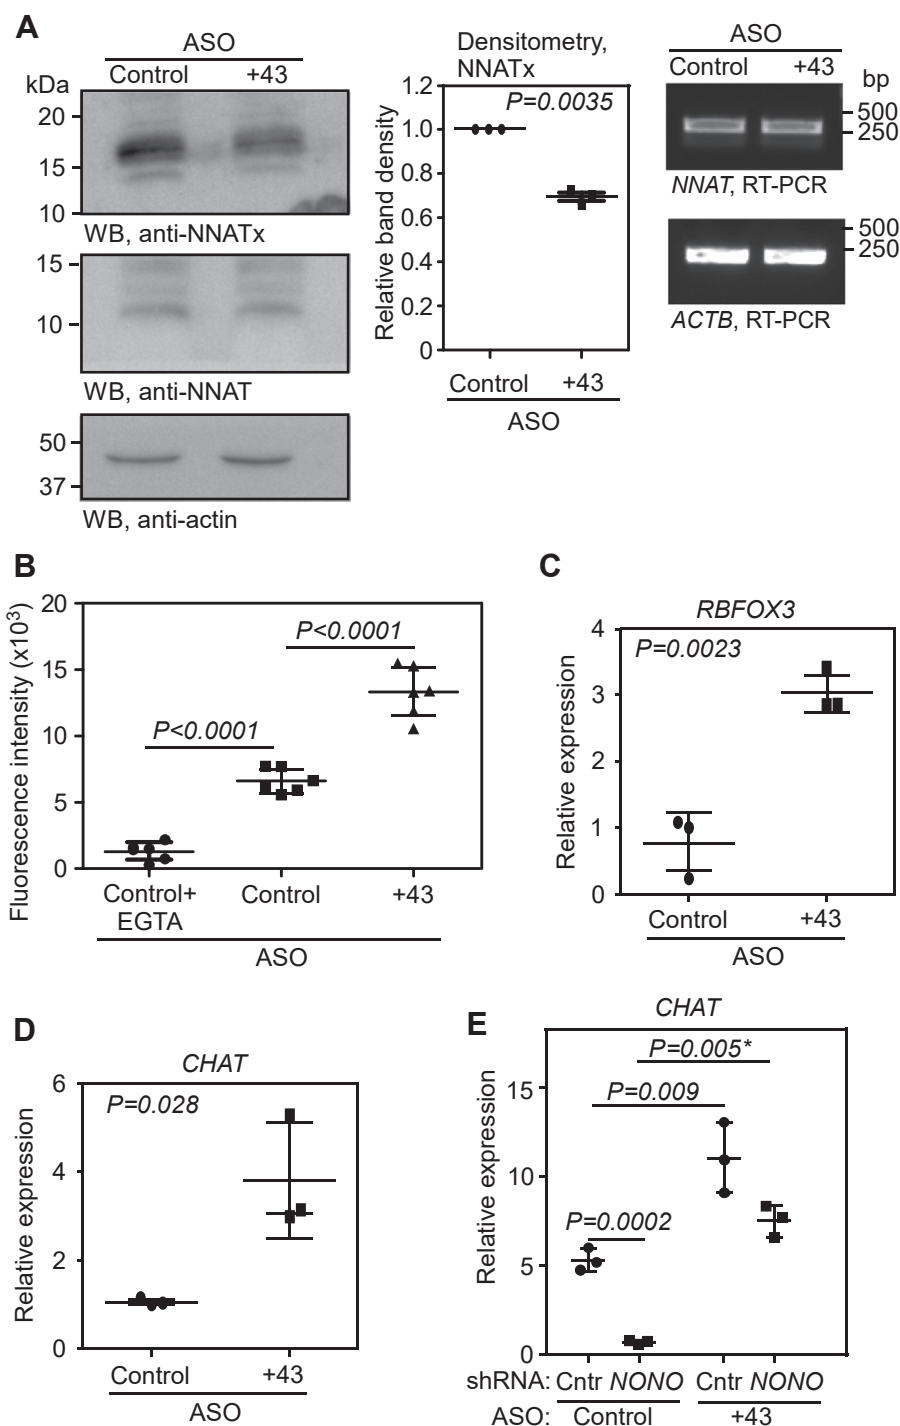 A
ASO
Control +43
kDa
20
15
10
WB, anti-NNATx
15
10
WB, anti-NNAT
50
37
WB, anti-actin
Densitometry,
NNATx
P=0.0035
Relative band density
1.2
1.0
0.8
0.6
0.4
0.2
0
Control +43
ASO
ASO
Control +43
bp
500
250
NNAT, RT-PCR
500
250
ACTB, RT-PCR
B
Fluorescence intensity (x10³)
20
15
10
5
0
P<0.0001
P<0.0001
Control+ Control +43
EGTA
ASO
C
RBFOX3
P=0.0023
Relative expression
4
3
2
1
0
Control +43
ASO
D
CHAT
P=0.028
Relative expression
6
4
2
0
Control +43
ASO
E
CHAT
P=0.005*
P=0.009
P=0.0002
Relative expression
15
10
5
0
shRNA: Cntr NONO Cntr NONO
ASO: Control +43